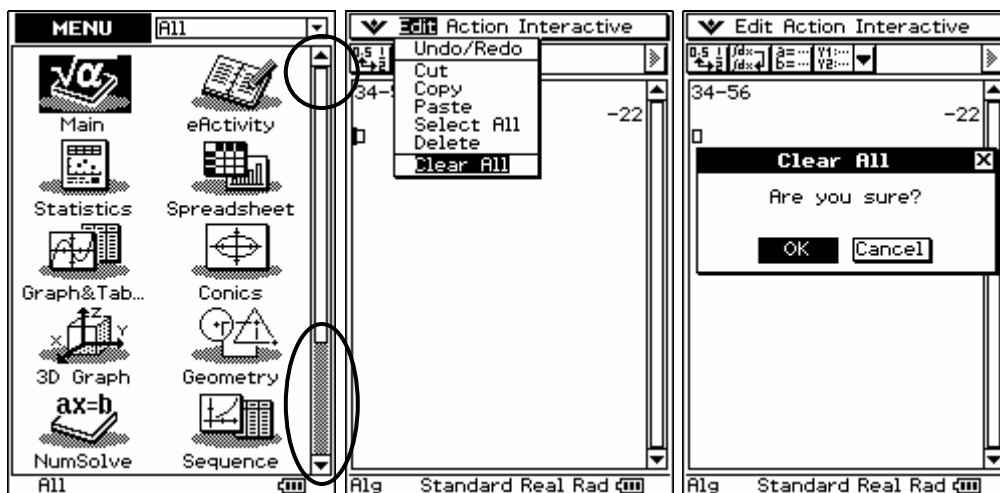 MENU All
Main eActivity
Statistics Spreadsheet
Graph&Tab... Conics
X Z Y
3D Graph Geometry
ax=b
NumSolve Sequence
All
Edit Action Interactive
Undo/Redo
Cut
Copy
Paste
Select All
Delete
Clear All
34-5
-22
Alg Standard Real Rad
Edit Action Interactive
34-56
-22
Clear All
Are you sure?
OK Cancel
Alg Standard Real Rad